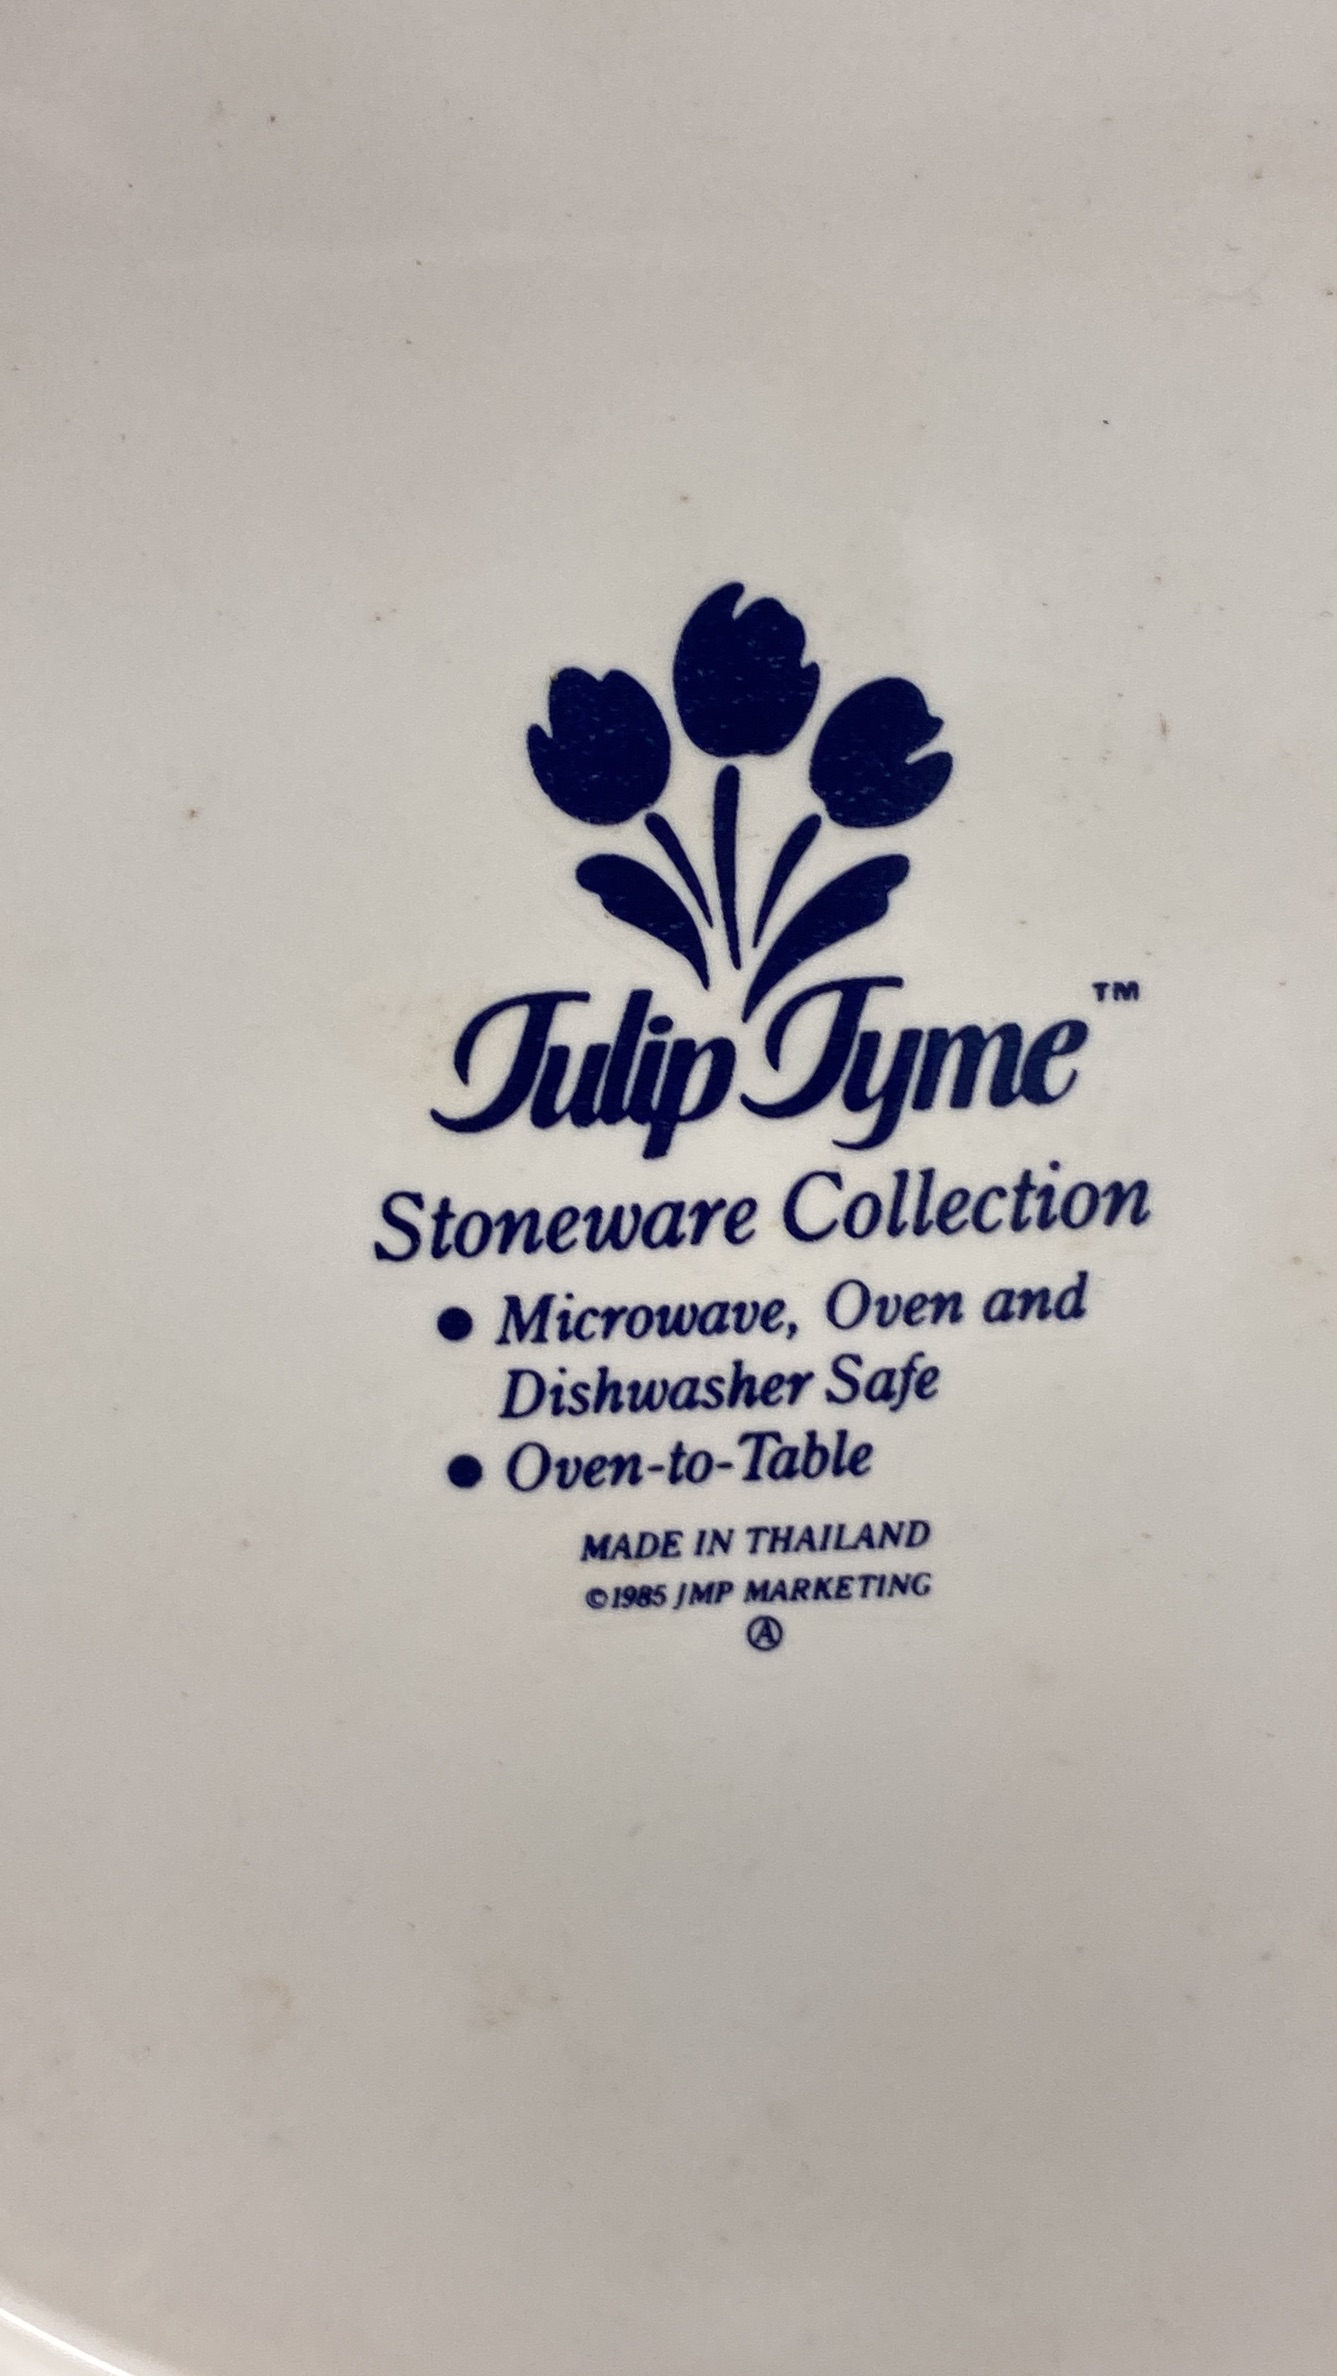 Tulip Tyme™
Stoneware Collection
● Microwave, Oven and
Dishwasher Safe
● Oven-to-Table
MADE IN THAILAND
©1985 JMP MARKETING
Ⓐ